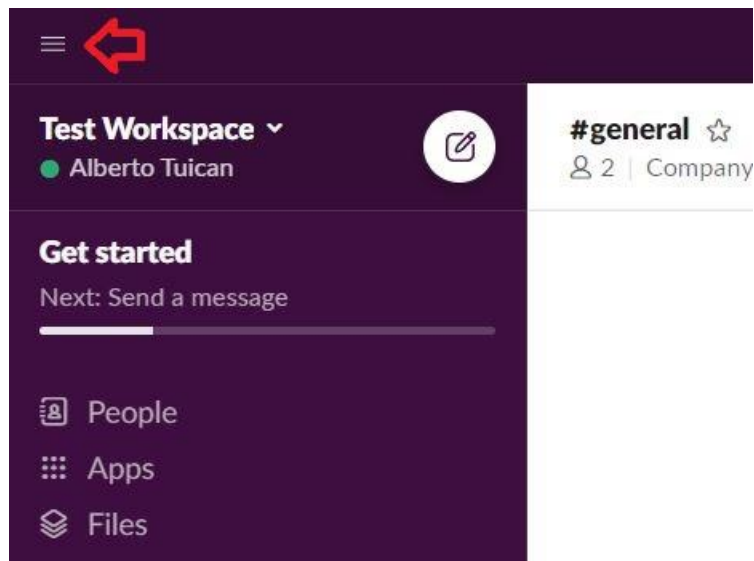 Test Workspace
Alberto Tuican
#general
2 | Company
Get started
Next: Send a message
People
Apps
Files